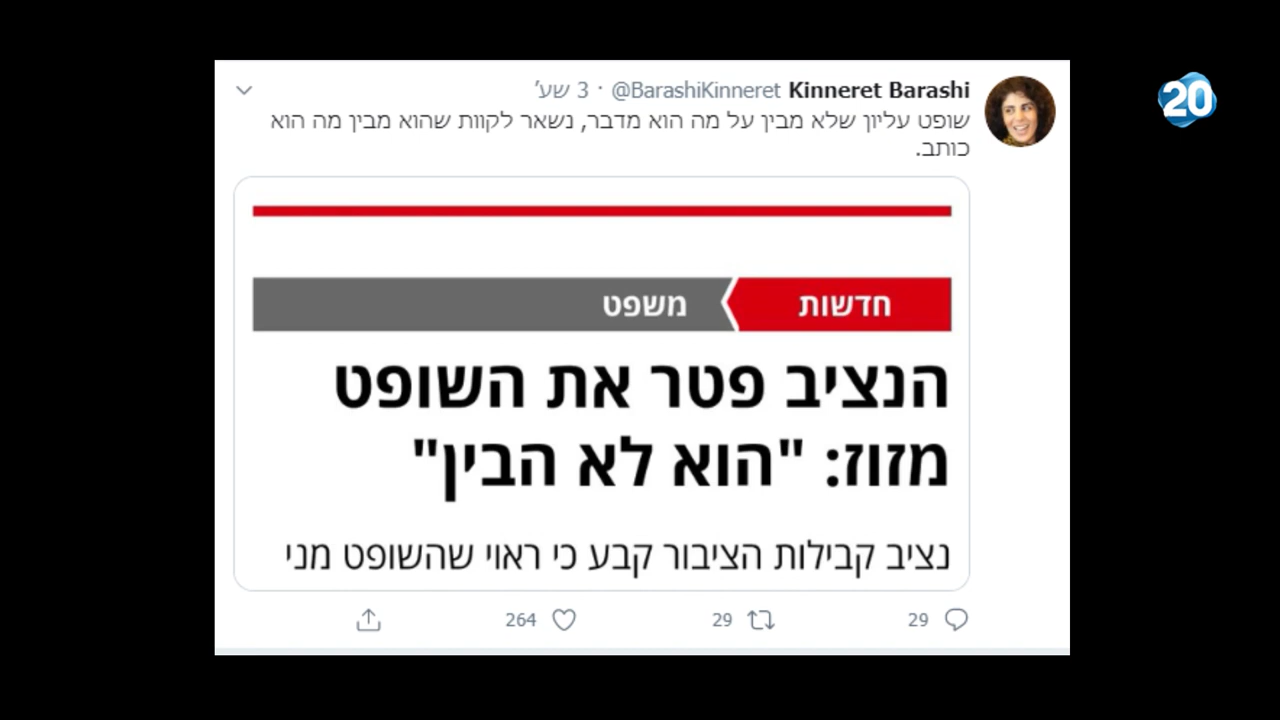 Kinneret Barashi @BarashiKinneret · 3 שע'
שופט עליון שלא מבין על מה הוא מדבר, נשאר לקוות שהוא מבין מה הוא
כותב.
חדשות
משפט
הנציב פטר את השופט
מזוז: "הוא לא הבין"
נציב קבילות הציבור קבע כי ראוי שהשופט מני
29 29 264
20